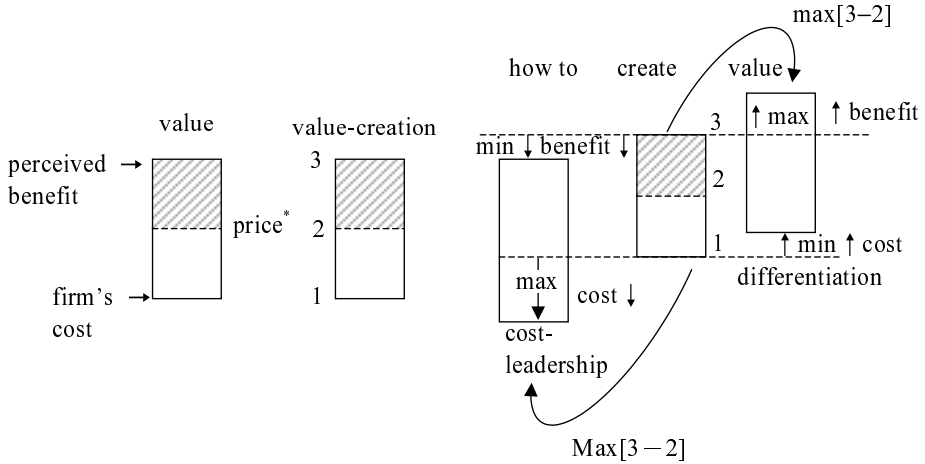 max[3–2]
how to create value
value
value-creation
perceived
benefit
price*
firm's
cost
3
2
1
3
2
1
min ↓ benefit ↓
max
cost ↓
cost-
leadership
↑ max
↑ benefit
↑ min ↑ cost
differentiation
Max[3 – 2]